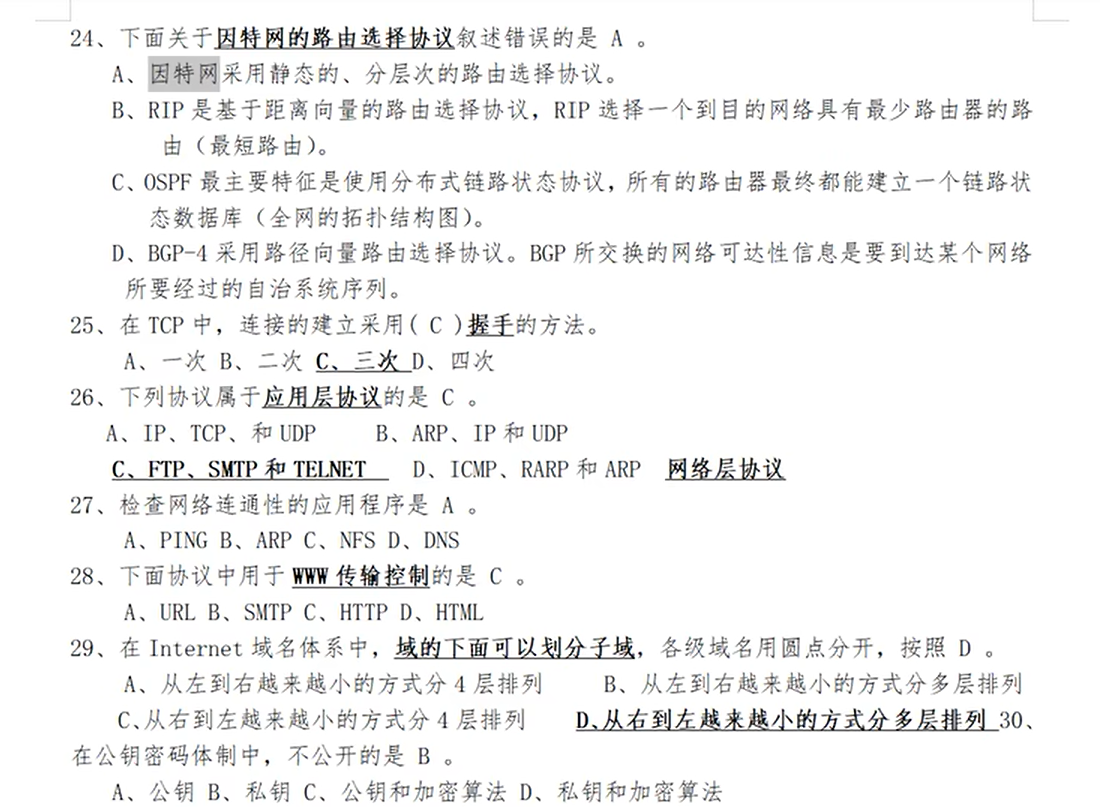 24、下面关于因特网的路由选择协议叙述错误的是 A 。
A、因特网采用静态的、分层次的路由选择协议。
B、RIP 是基于距离向量的路由选择协议，RIP 选择一个到目的网络具有最少路由器的路
由（最短路由）。
C、OSPF 最主要特征是使用分布式链路状态协议，所有的路由器最终都能建立一个链路状
态数据库（全网的拓扑结构图）。
D、BGP-4 采用路径向量路由选择协议。BGP 所交换的网络可达性信息是要到达某个网络
所要经过的自治系统序列。
25、在 TCP 中，连接的建立采用( C )握手的方法。
A、一次 B、二次 C、三次 D、四次
26、下列协议属于应用层协议的是 C 。
A、IP、TCP、和 UDP B、ARP、IP 和 UDP
C、FTP、SMTP 和 TELNET D、ICMP、RARP 和 ARP 网络层协议
27、检查网络连通性的应用程序是 A 。
A、PING B、ARP C、NFS D、DNS
28、下面协议中用于 WWW 传输控制的是 C 。
A、URL B、SMTP C、HTTP D、HTML
29、在 Internet 域名体系中，域的下面可以划分子域，各级域名用圆点分开，按照 D 。
A、从左到右越来越小的方式分 4 层排列 B、从左到右越来越小的方式分多层排列
C、从右到左越来越小的方式分 4 层排列 D、从右到左越来越小的方式分多层排列 30、
在公钥密码体制中，不公开的是 B 。
A、公钥 B、私钥 C、公钥和加密算法 D、私钥和加密算法